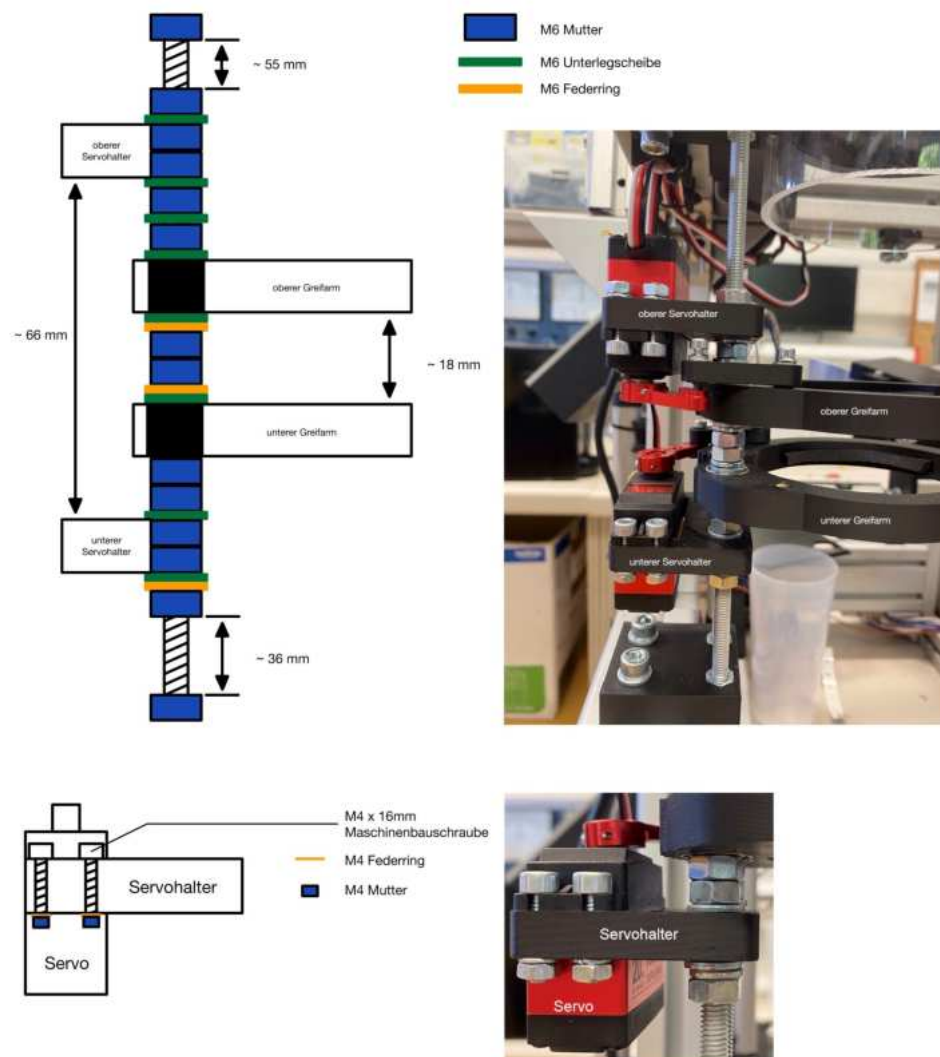 M6 Mutter
M6 Unterlegscheibe
M6 Federring
~ 55 mm
oberer
Servohalter
oberer Greifarm
~ 66 mm
~ 18 mm
unterer Greifarm
unterer
Servohalter
~ 36 mm
oberer Servohalter
oberer Greifarm
unterer Greifarm
unterer Servohalter
M4 x 16mm
Maschinenbauschraube
M4 Federring
M4 Mutter
Servohalter
Servo
Servohalter
Servo